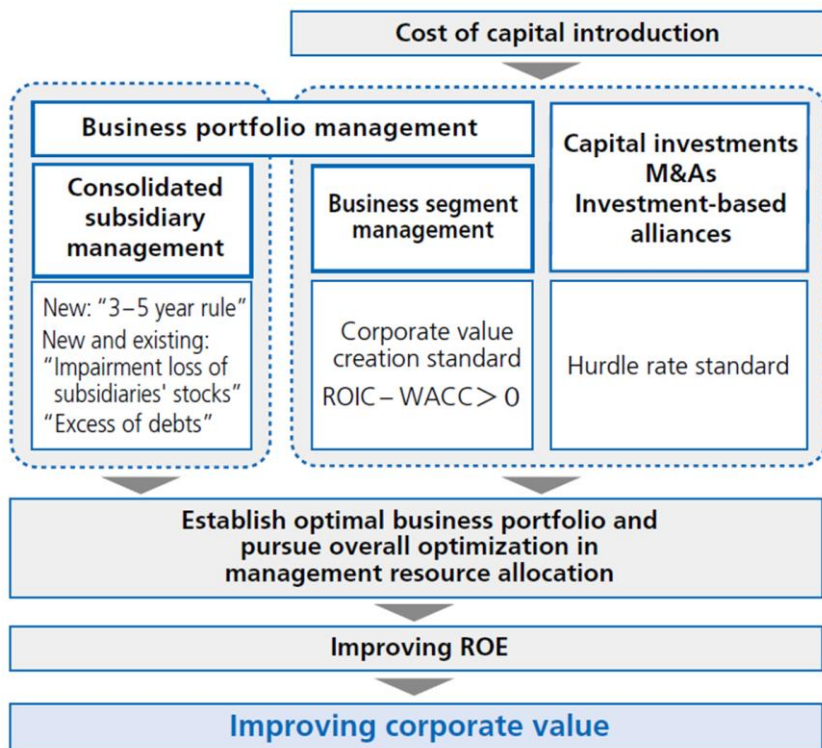 Cost of capital introduction
Business portfolio management
Consolidated
subsidiary
management
New: “3–5 year rule”
New and existing:
“Impairment loss of
subsidiaries' stocks”
“Excess of debts”
Business segment
management
Corporate value
creation standard
ROIC – WACC > 0
Capital investments
M&As
Investment-based
alliances
Hurdle rate standard
Establish optimal business portfolio and
pursue overall optimization in
management resource allocation
Improving ROE
Improving corporate value